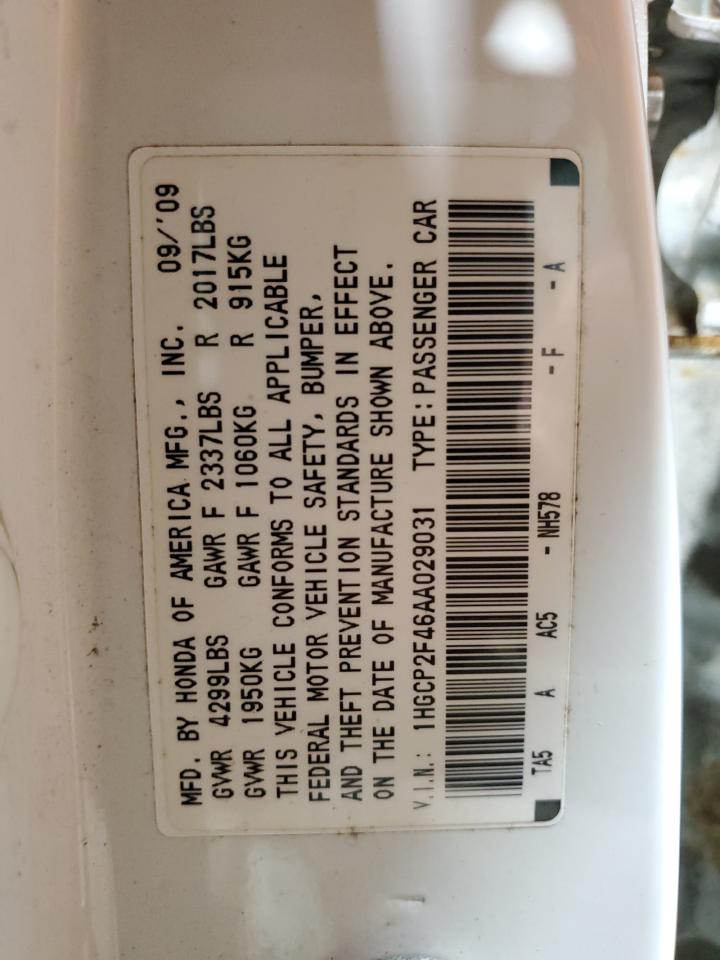 MFD. BY HONDA OF AMERICA MFG., INC. 09/'09
GVWR 4299LBS GAWR F 2337LBS R 2017LBS
GVWR 1950KG GAWR F 1060KG R 915KG
THIS VEHICLE CONFORMS TO ALL APPLICABLE
FEDERAL MOTOR VEHICLE SAFETY, BUMPER,
AND THEFT PREVENTION STANDARDS IN EFFECT
ON THE DATE OF MANUFACTURE SHOWN ABOVE.
V.I.N.: 1HGCP2F46AA029031 TYPE: PASSENGER CAR
TA5 A AC5 - NH578 - F - A